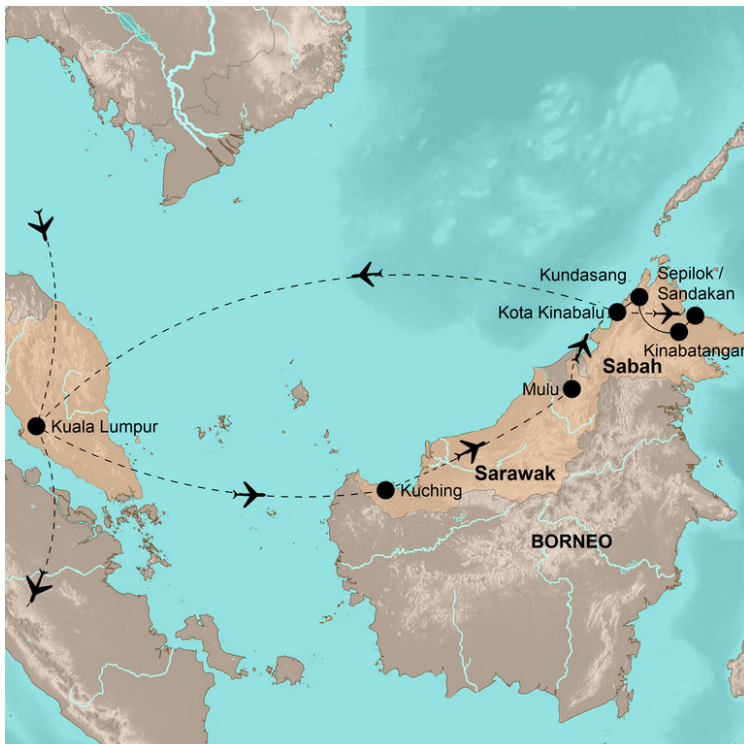 Kundasang
Sepilok /
Sandakan
Kota Kinabalu
Kinabatangan
Sabah
Mulu
Kuala Lumpur
Sarawak
Kuching
BORNEO